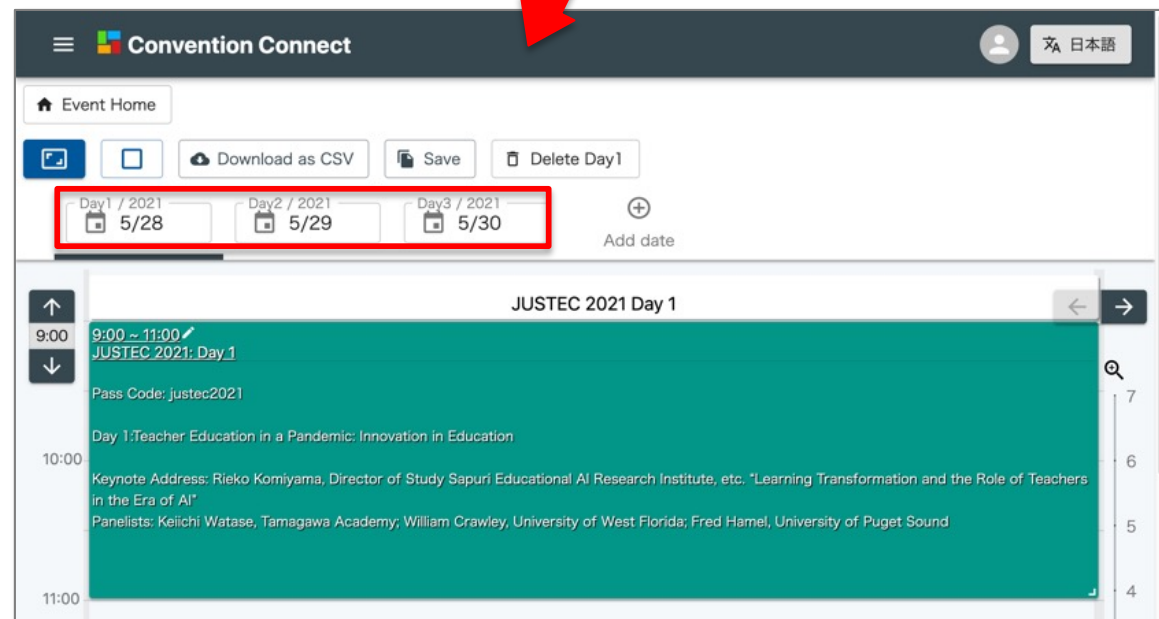 Convention Connect
文A 日本語
Event Home
Download as CSV
Save
Delete Day1
Day1 / 2021
5/28
Day2 / 2021
5/29
Day3 / 2021
5/30
Add date
JUSTEC 2021 Day 1
9:00
9:00 ~ 11:00
JUSTEC 2021: Day 1
Pass Code: justec2021
Day 1:Teacher Education in a Pandemic: Innovation in Education
10:00
Keynote Address: Rieko Komiyama, Director of Study Sapuri Educational AI Research Institute, etc. "Learning Transformation and the Role of Teachers
in the Era of AI"
Panelists: Keiichi Watase, Tamagawa Academy; William Crawley, University of West Florida; Fred Hamel, University of Puget Sound
11:00
7
6
5
4